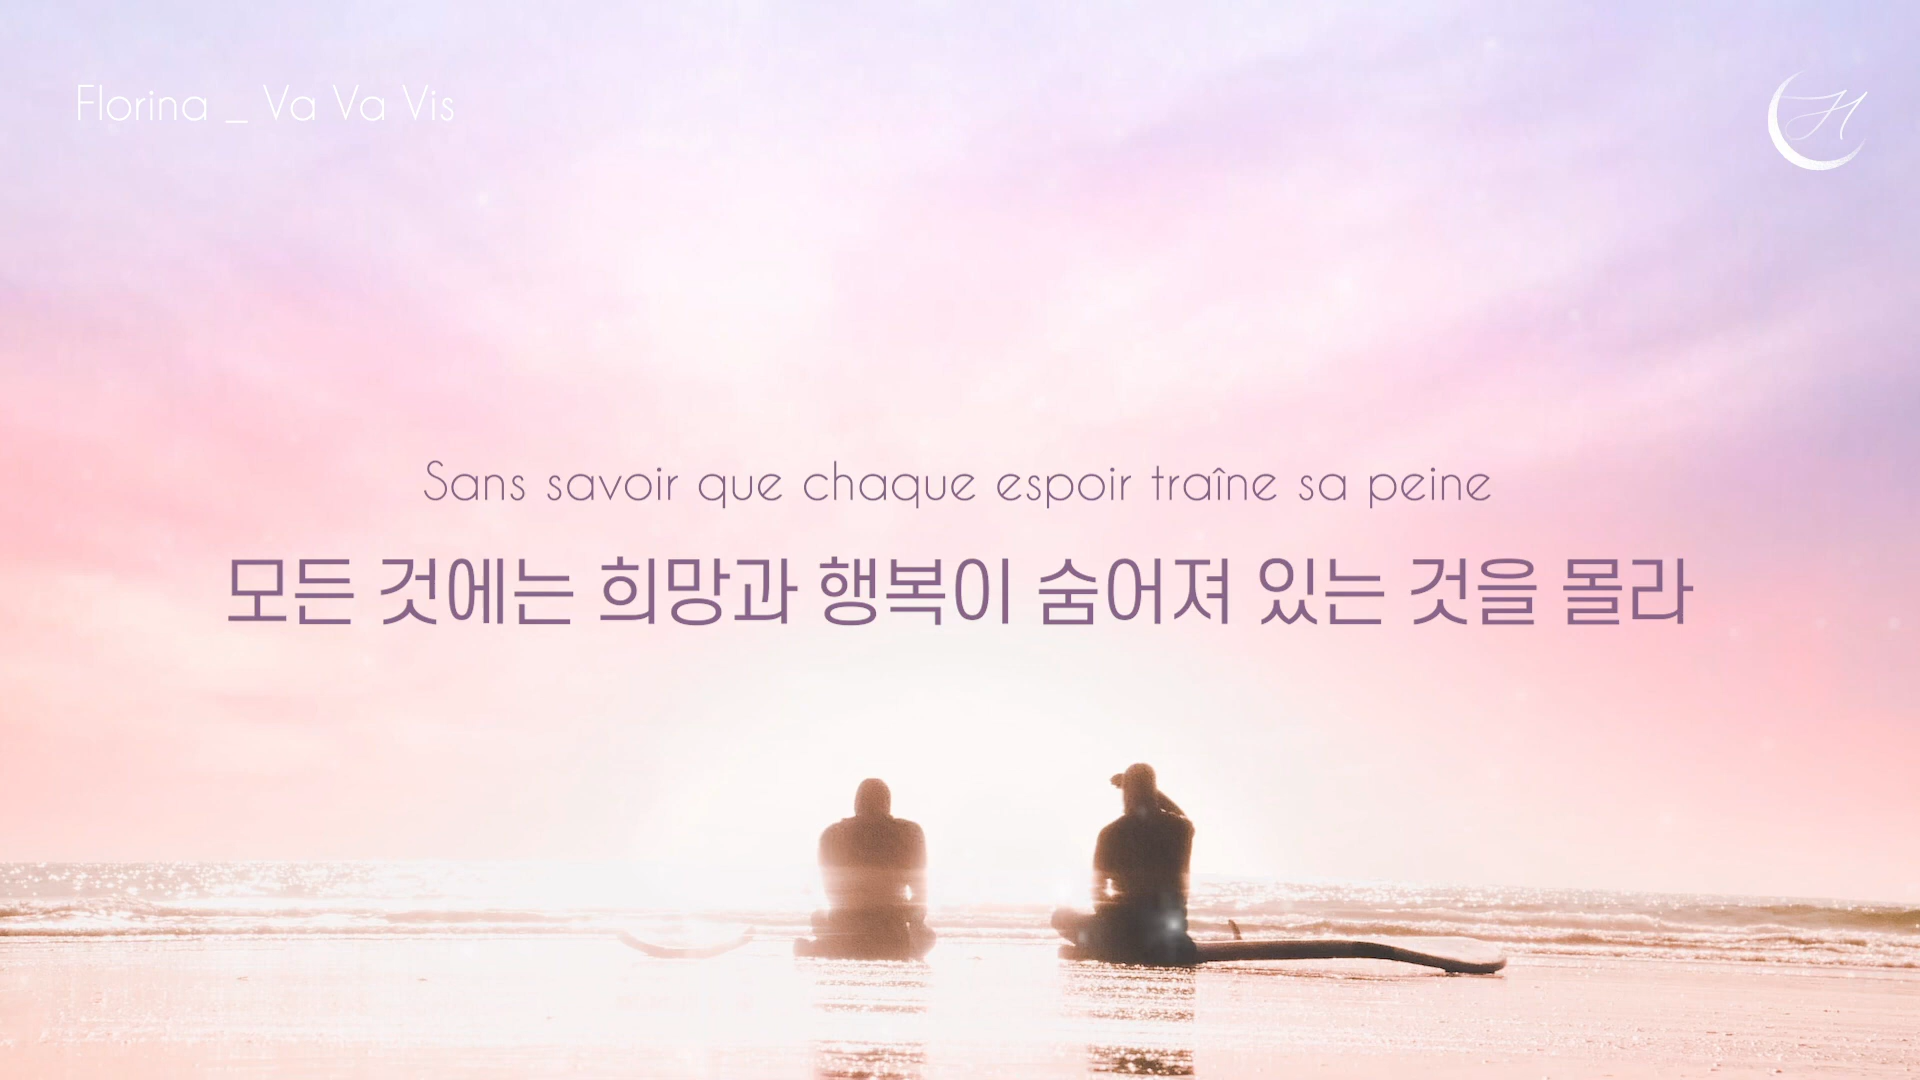 Florina _ Va Va Vis
Sans savoir que chaque espoir traîne sa peine
모든 것에는 희망과 행복이 숨어져 있는 것을 몰라